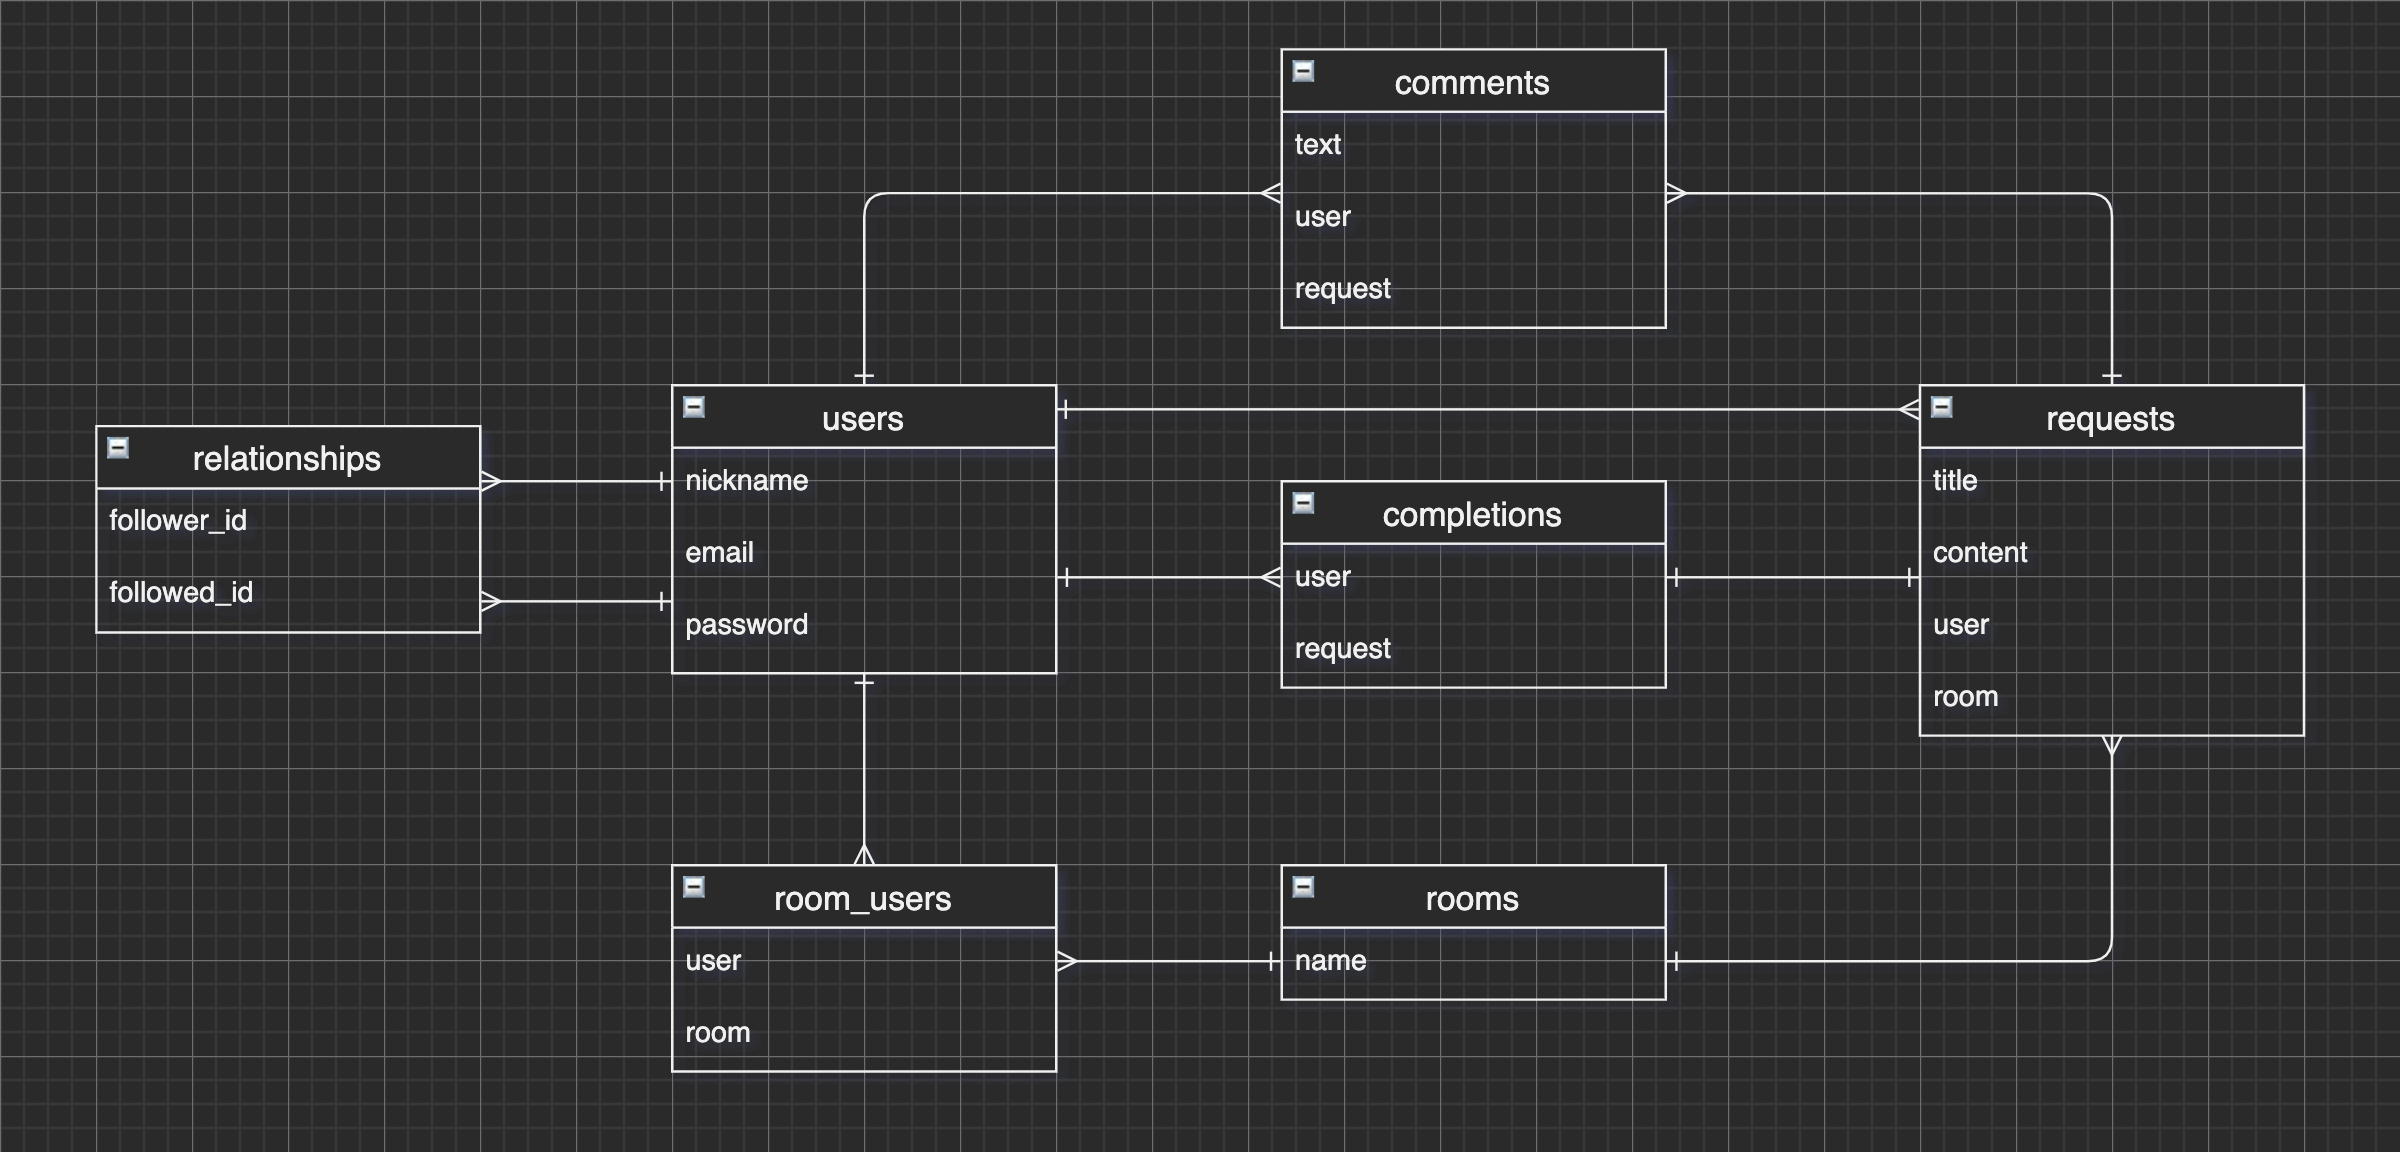 comments
text
user
request
relationships
follower_id
followed_id
users
nickname
email
password
completions
user
request
requests
title
content
user
room
room_users
user
room
rooms
name